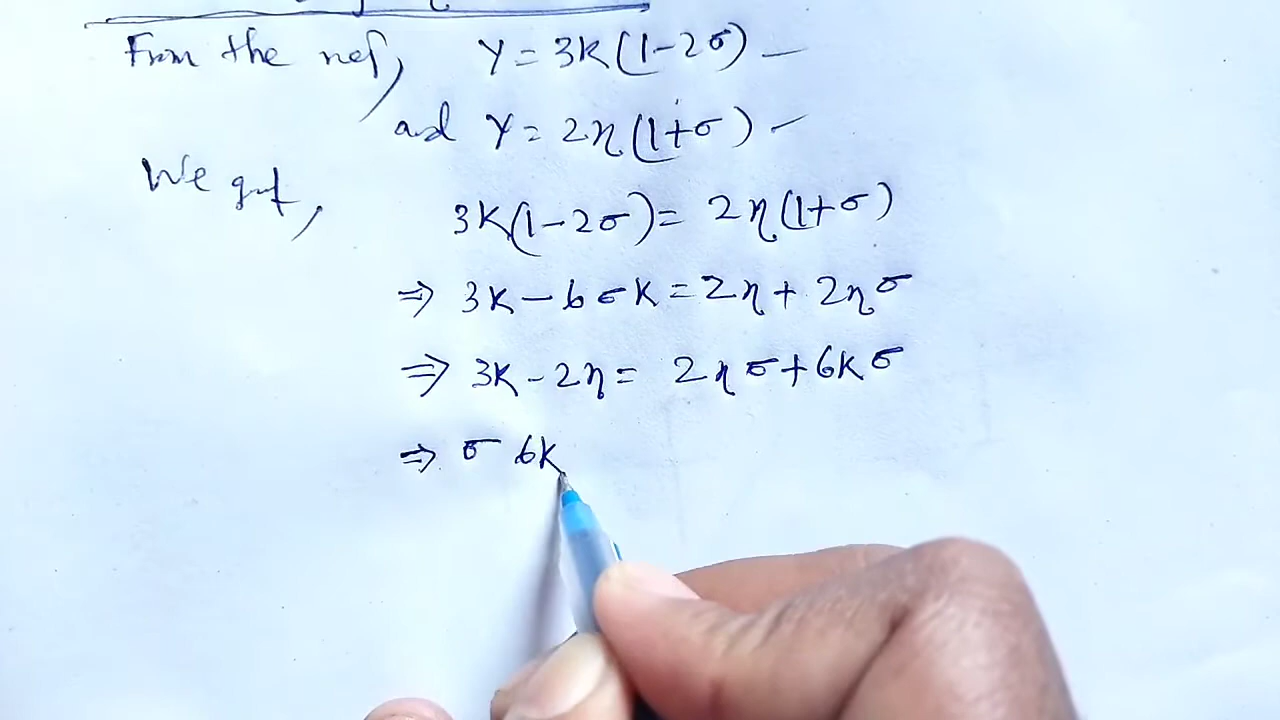 From the ref, Y = 3K(1-2σ) —
and Y = 2η(1+σ) —
We get,
3K(1-2σ) = 2η(1+σ)
⇒ 3K - 6σK = 2η + 2ησ
⇒ 3K - 2η = 2ησ + 6Kσ
⇒ σ 6K